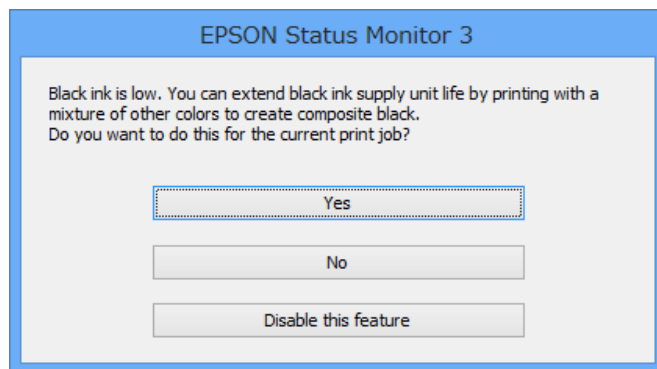 EPSON Status Monitor 3
Black ink is low. You can extend black ink supply unit life by printing with a
mixture of other colors to create composite black.
Do you want to do this for the current print job?
Yes
No
Disable this feature